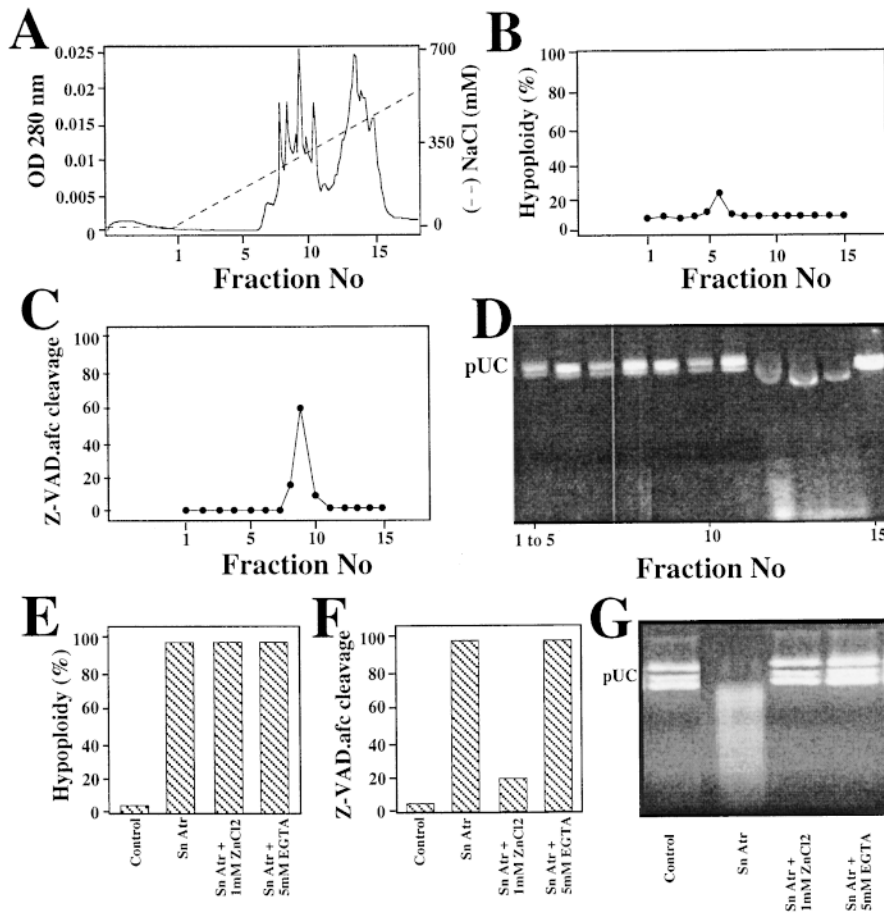 A
OD 280 nm
0.025
0.02
0.015
0.01
0.005
0
700
350
0
(--) NaCl (mM)
1
5
10
15
Fraction No
B
Hypoploidy (%)
100
80
60
40
20
0
1
5
10
15
Fraction No
C
Z-VAD.afc cleavage
100
80
60
40
20
0
1
5
10
15
Fraction No
D
pUC
1 to 5
10
15
Fraction No
E
Hypoploidy (%)
100
80
60
40
20
0
Control
Sn Atr
Sn Atr +
1mM ZnCl2
Sn Atr +
5mM EGTA
F
Z-VAD.afc cleavage
100
80
60
40
20
0
Control
Sn Atr
Sn Atr +
1mM ZnCl2
Sn Atr +
5mM EGTA
G
pUC
Control
Sn Atr
Sn Atr +
1mM ZnCl2
Sn Atr +
5mM EGTA